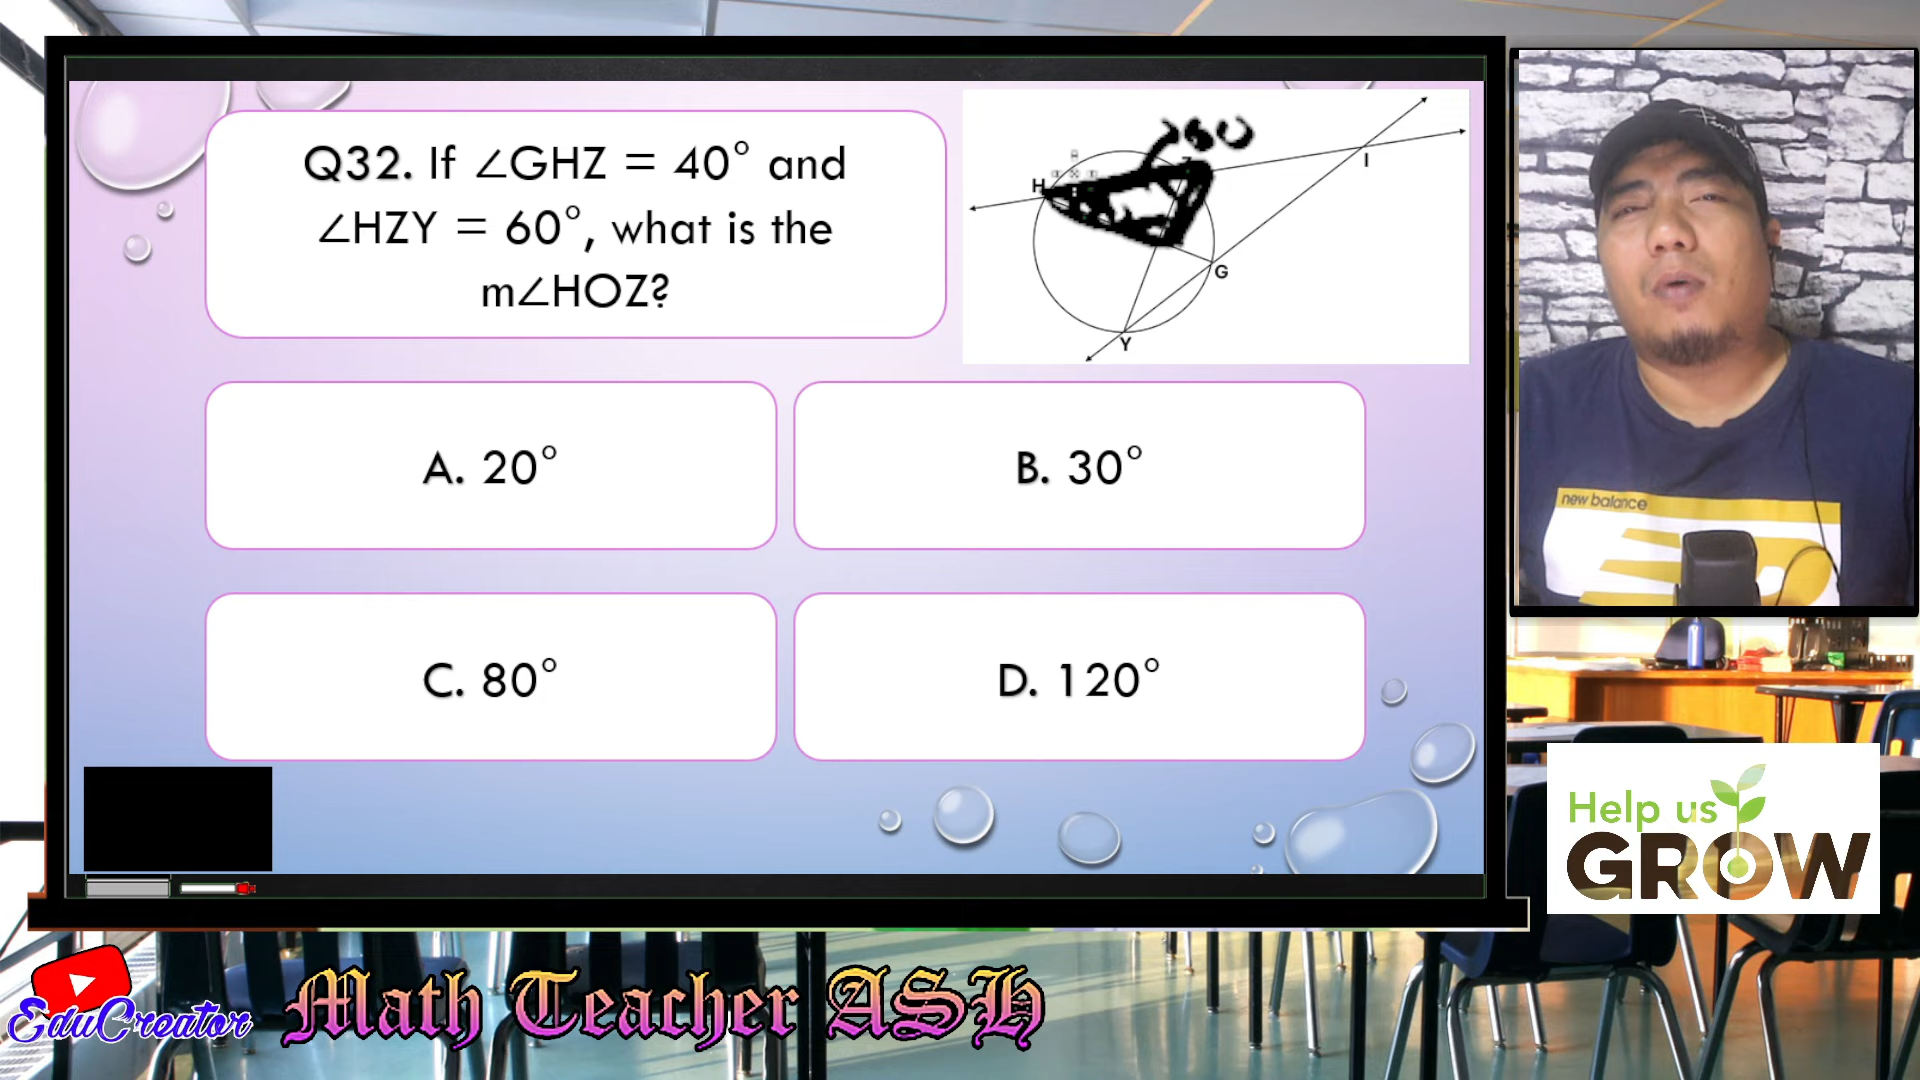 Q32. If ∠GHZ = 40° and
∠HZY = 60°, what is the
m∠HOZ?
180
H
I
G
Y
A. 20°
B. 30°
C. 80°
D. 120°
new balance
Help us
GROW
EduCreator
Math Teacher ASH